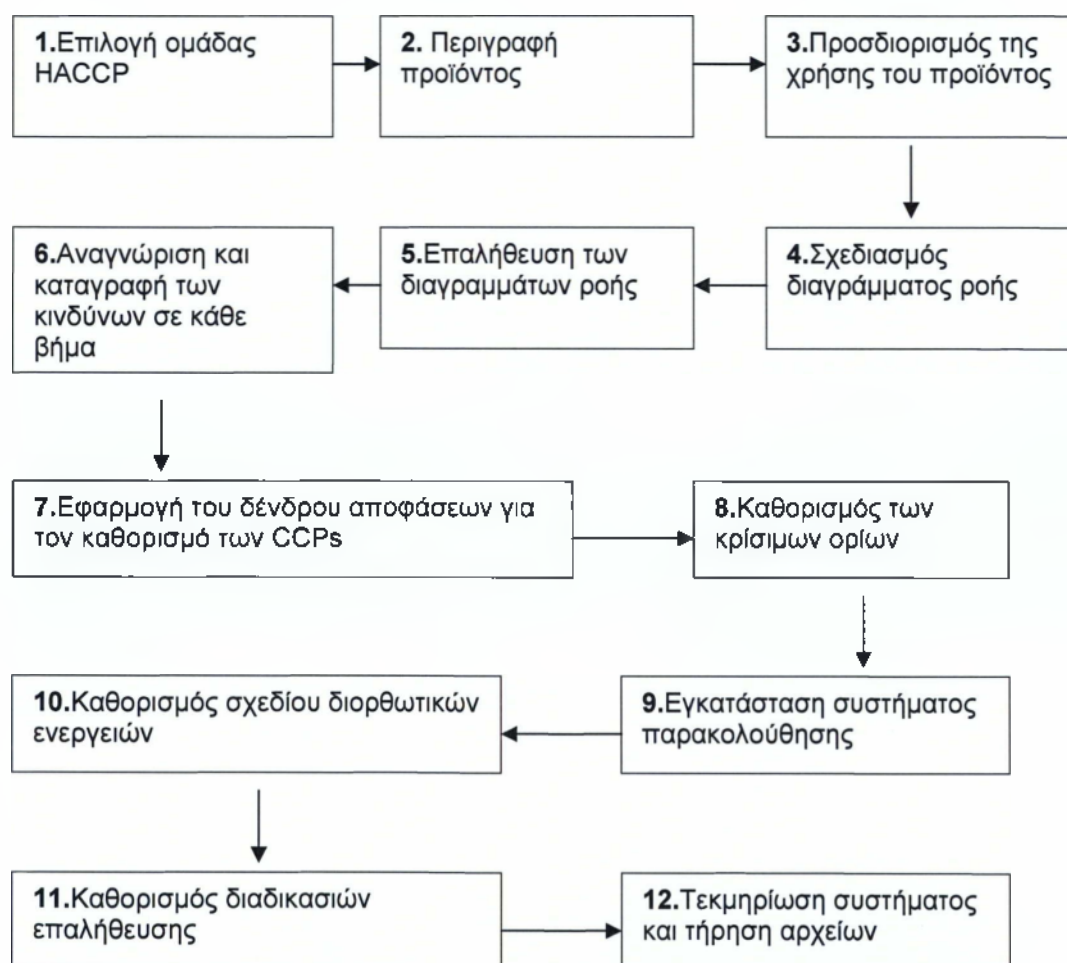 1.Επιλογή ομάδας
HACCP
2. Περιγραφή
προϊόντος
3.Προσδιορισμός της
χρήσης του προϊόντος
4.Σχεδιασμός
διαγράμματος ροής
5.Επαλήθευση των
διαγραμμάτων ροής
6.Αναγνώριση και
καταγραφή των
κινδύνων σε κάθε
βήμα
7.Εφαρμογή του δένδρου αποφάσεων για
τον καθορισμό των CCPs
8.Καθορισμός των
κρίσιμων ορίων
9.Εγκατάσταση συστήματος
παρακολούθησης
10.Καθορισμός σχεδίου διορθωτικών
ενεργειών
11.Καθορισμός διαδικασιών
επαλήθευσης
12.Τεκμηρίωση συστήματος
και τήρηση αρχείων